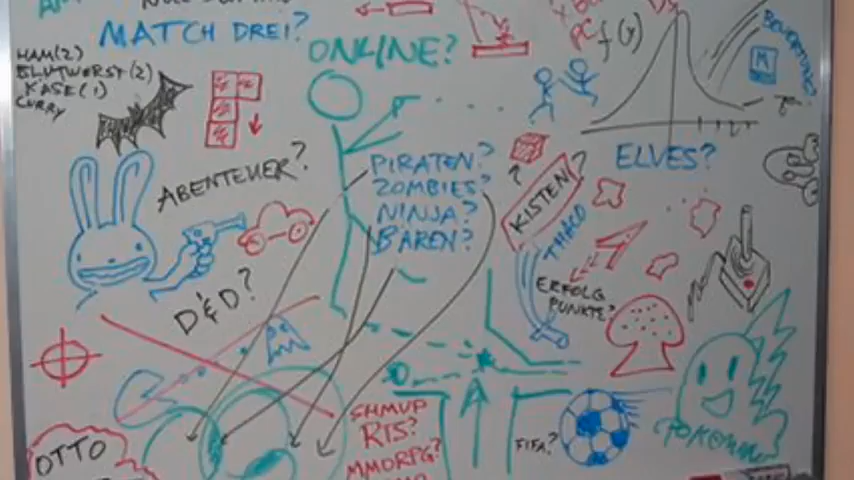 MATCH DREI?
ONLINE?
PC
f(y)
HAM(2)
BLUTWURST(2)
KÄSE(1)
CURRY
ABENTEUER?
PIRATEN?
ZOMBIES?
NINJA?
BÄREN?
?
KISTEN?
ELVES?
THACO
D&D?
ERFOLG
PUNKTE?
SHMUP
RTS?
MMORPG?
FIFA?
POKEMON
OTTO